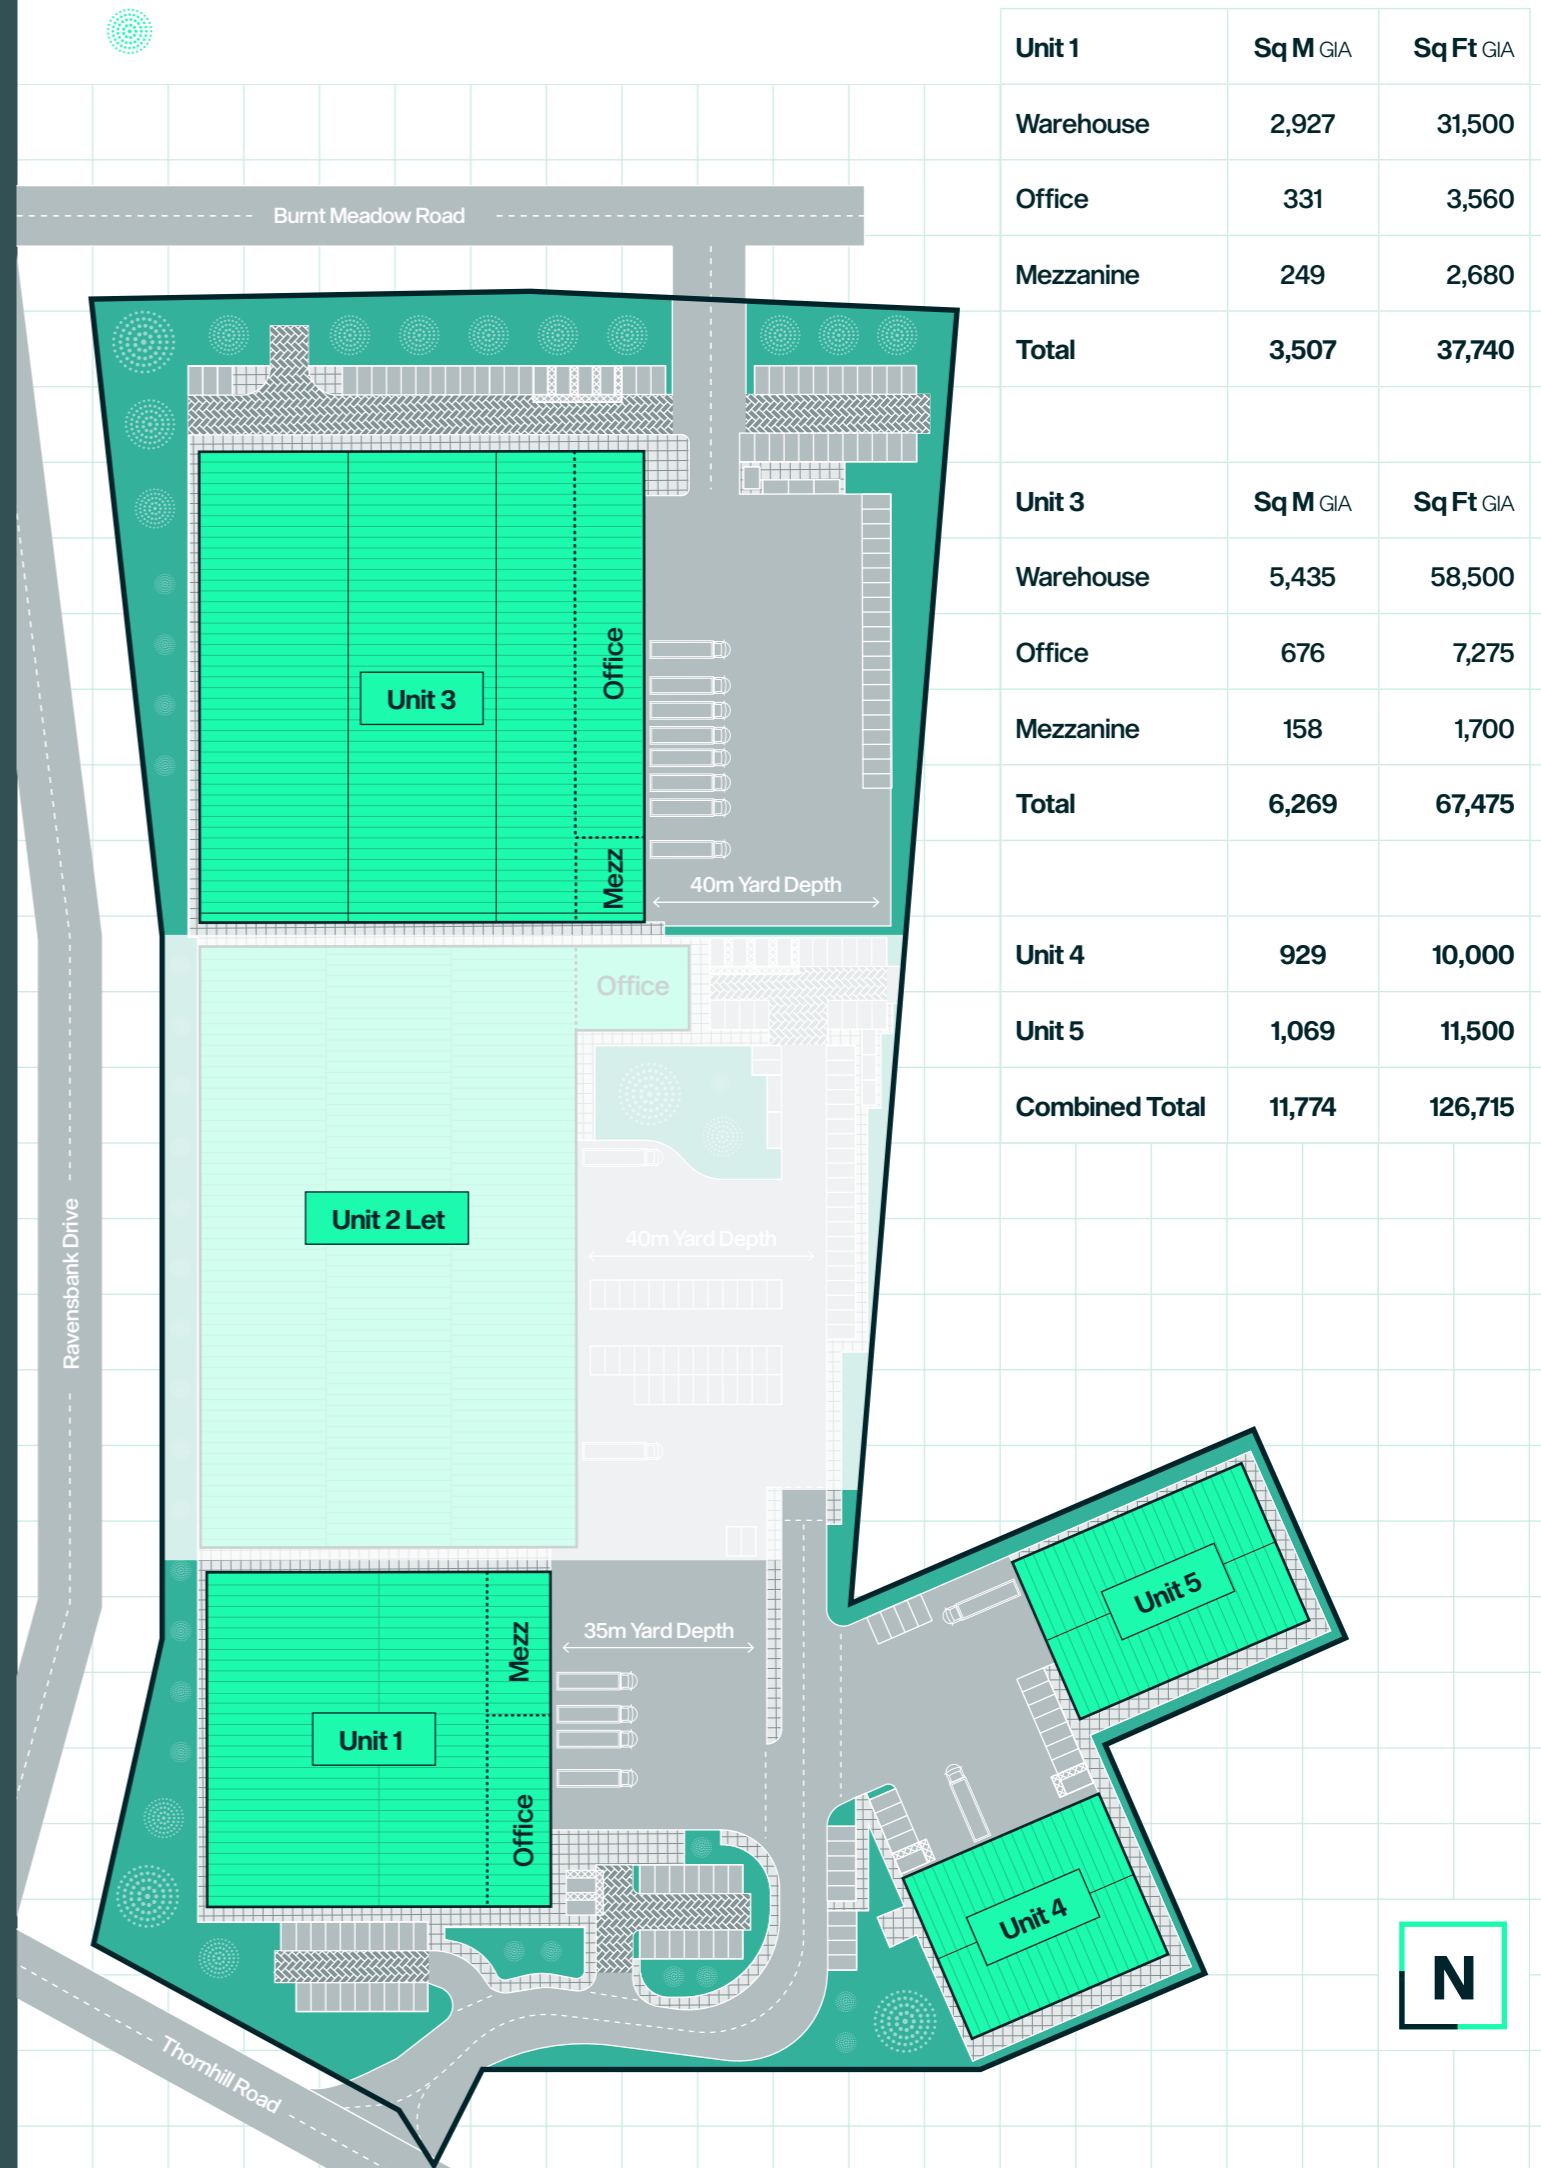 Unit 1 Sq M GIA Sq Ft GIA
Warehouse 2,927 31,500
Office 331 3,560
Mezzanine 249 2,680
Total 3,507 37,740
Unit 3 Sq M GIA Sq Ft GIA
Warehouse 5,435 58,500
Office 676 7,275
Mezzanine 158 1,700
Total 6,269 67,475
Unit 4 929 10,000
Unit 5 1,069 11,500
Combined Total 11,774 126,715
Burnt Meadow Road
Unit 3
Office
Mezz
40m Yard Depth
Office
Unit 2 Let
40m Yard Depth
Ravensbank Drive
Unit 5
35m Yard Depth
Mezz
Unit 1
Office
Unit 4
Thornhill Road
N